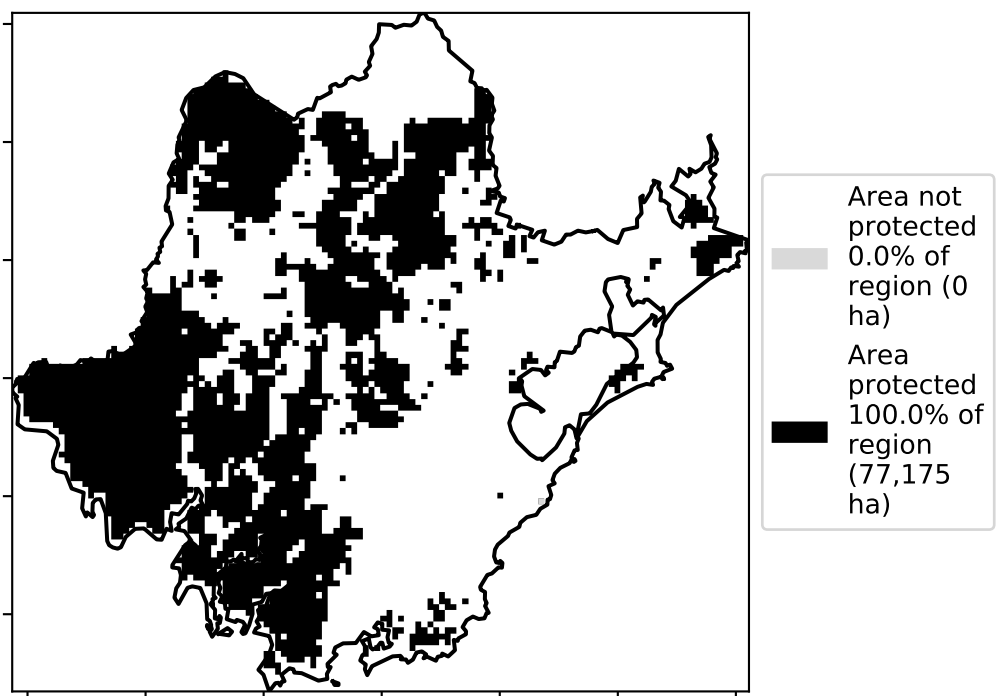 Area not
protected
0.0% of
region (0
ha)
Area
protected
100.0% of
region
(77,175
ha)